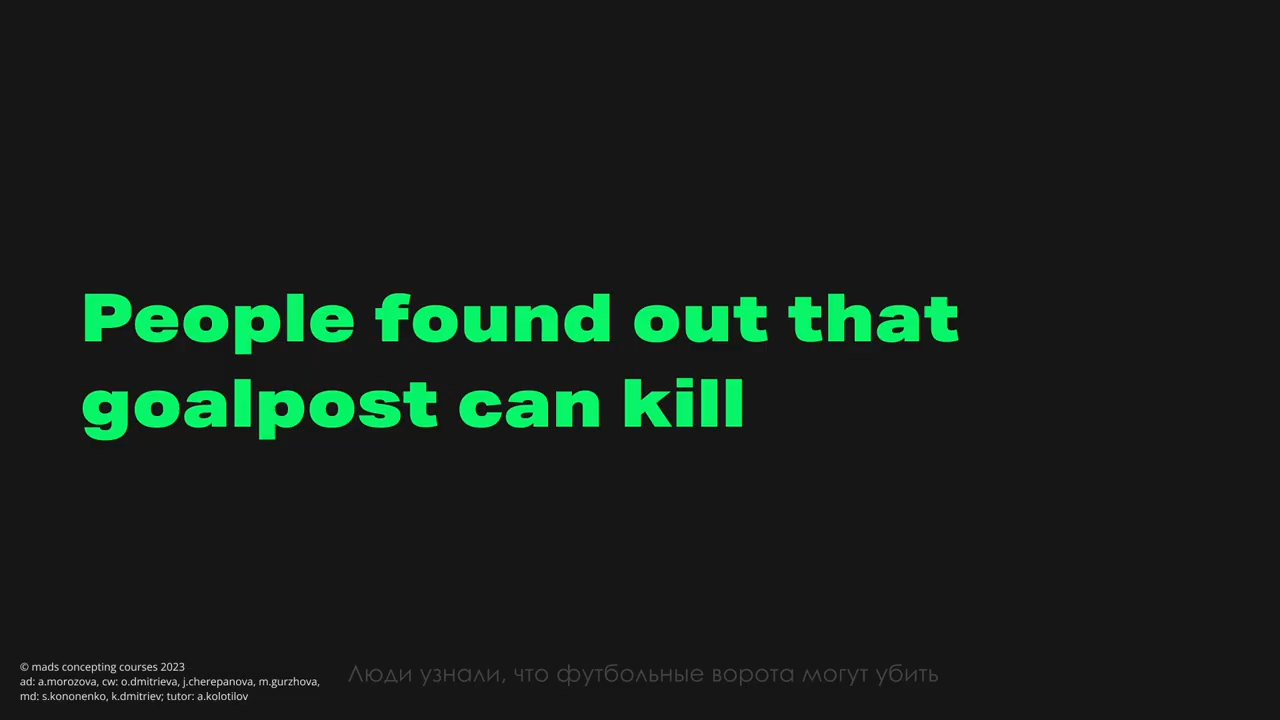 People found out that
goalpost can kill
© mads concepting courses 2023
ad: a.morozova, cw: o.dmitrieva, j.cherepanova, m.gurzhova,
md: s.kononenko, k.dmitriev; tutor: a.kolotilov
Люди узнали, что футбольные ворота могут убить